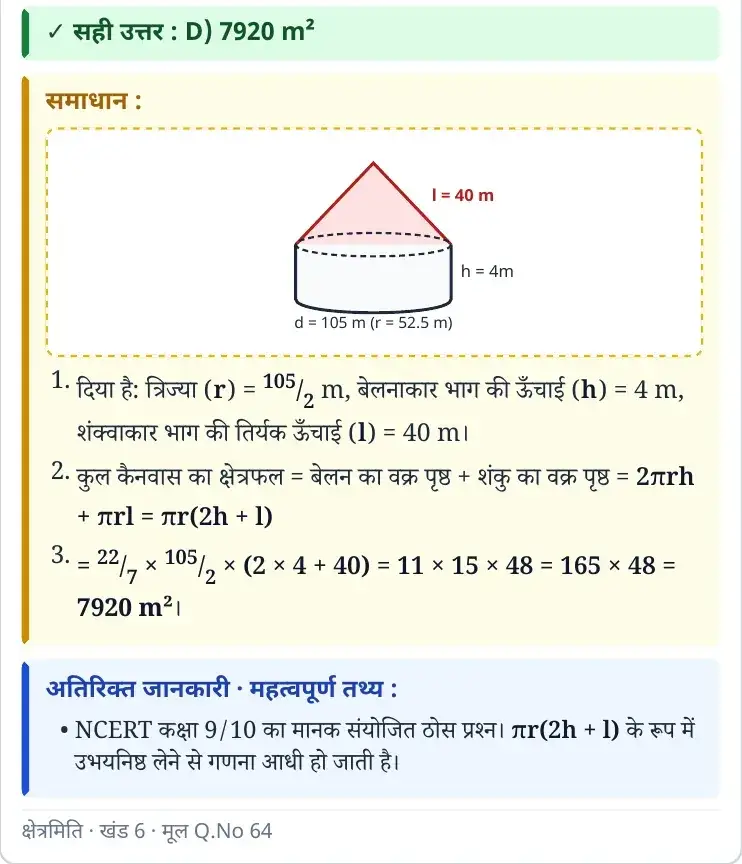 ✓ सही उत्तर : D) 7920 m²
समाधान :
l = 40 m
h = 4m
d = 105 m (r = 52.5 m)
1. दिया है: त्रिज्या (r) = 105/2 m, बेलनाकार भाग की ऊँचाई (h) = 4 m,
शंक्वाकार भाग की तिर्यक ऊँचाई (l) = 40 m।
2. कुल कैनवास का क्षेत्रफल = बेलन का वक्र पृष्ठ + शंकु का वक्र पृष्ठ = 2πrh
+ πrl = πr(2h + l)
3. = 22/7 × 105/2 × (2 × 4 + 40) = 11 × 15 × 48 = 165 × 48 =
7920 m²।
अतिरिक्त जानकारी · महत्वपूर्ण तथ्य :
• NCERT कक्षा 9/10 का मानक संयोजित ठोस प्रश्न। πr(2h + l) के रूप में
उभयनिष्ठ लेने से गणना आधी हो जाती है।
क्षेत्रमिति · खंड 6 · मूल Q.No 64